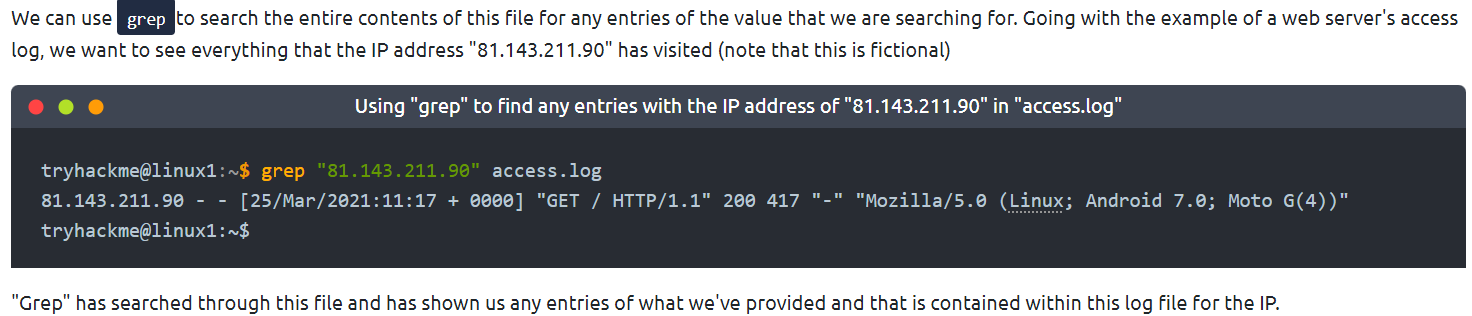 We can use grep to search the entire contents of this file for any entries of the value that we are searching for. Going with the example of a web server's access
log, we want to see everything that the IP address "81.143.211.90" has visited (note that this is fictional)
Using "grep" to find any entries with the IP address of "81.143.211.90" in "access.log"
tryhackme@linux1:~$ grep "81.143.211.90" access.log
81.143.211.90 - - [25/Mar/2021:11:17 + 0000] "GET / HTTP/1.1" 200 417 "-" "Mozilla/5.0 (Linux; Android 7.0; Moto G(4))"
tryhackme@linux1:~$
"Grep" has searched through this file and has shown us any entries of what we've provided and that is contained within this log file for the IP.